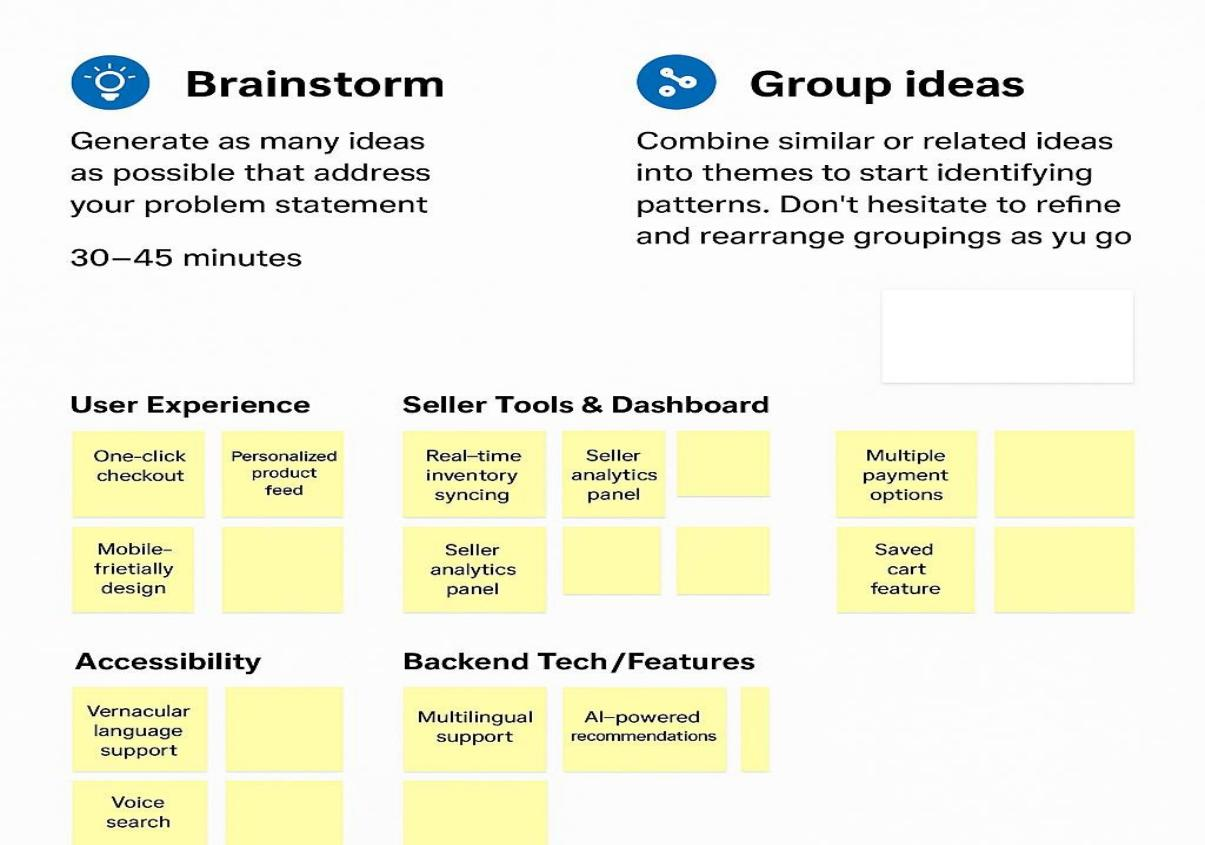 Brainstorm
Generate as many ideas
as possible that address
your problem statement
30–45 minutes
Group ideas
Combine similar or related ideas
into themes to start identifying
patterns. Don't hesitate to refine
and rearrange groupings as yu go
User Experience
One-click
checkout
Personalized
product
feed
Mobile–
frietially
design
Seller Tools & Dashboard
Real–time
inventory
syncing
Seller
analytics
panel
Seller
analytics
panel
Multiple
payment
options
Saved
cart
feature
Accessibility
Vernacular
language
support
Voice
search
Backend Tech/Features
Multilingual
support
AI–powered
recommendations